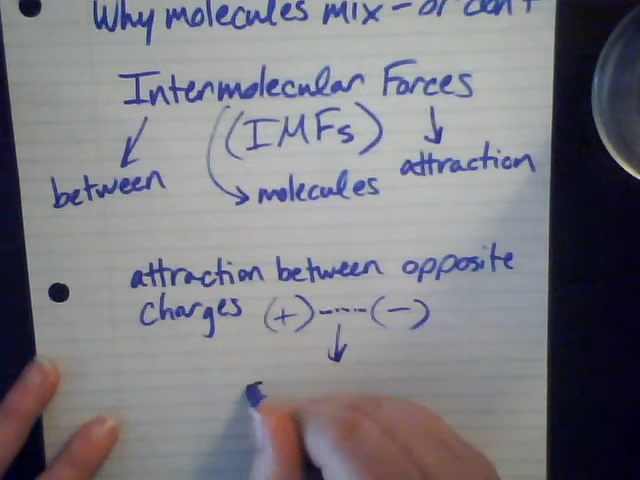 Why molecules mix - or don't
Intermolecular Forces
(IMFs)
between molecules attraction
attraction between opposite
charges (+)----(-)